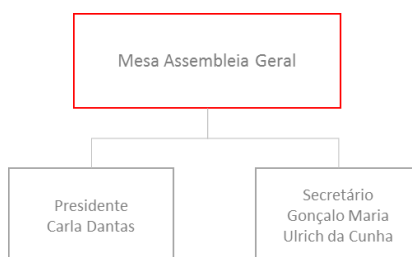 Mesa Assembleia Geral
Presidente
Carla Dantas
Secretário
Gonçalo Maria
Ulrich da Cunha